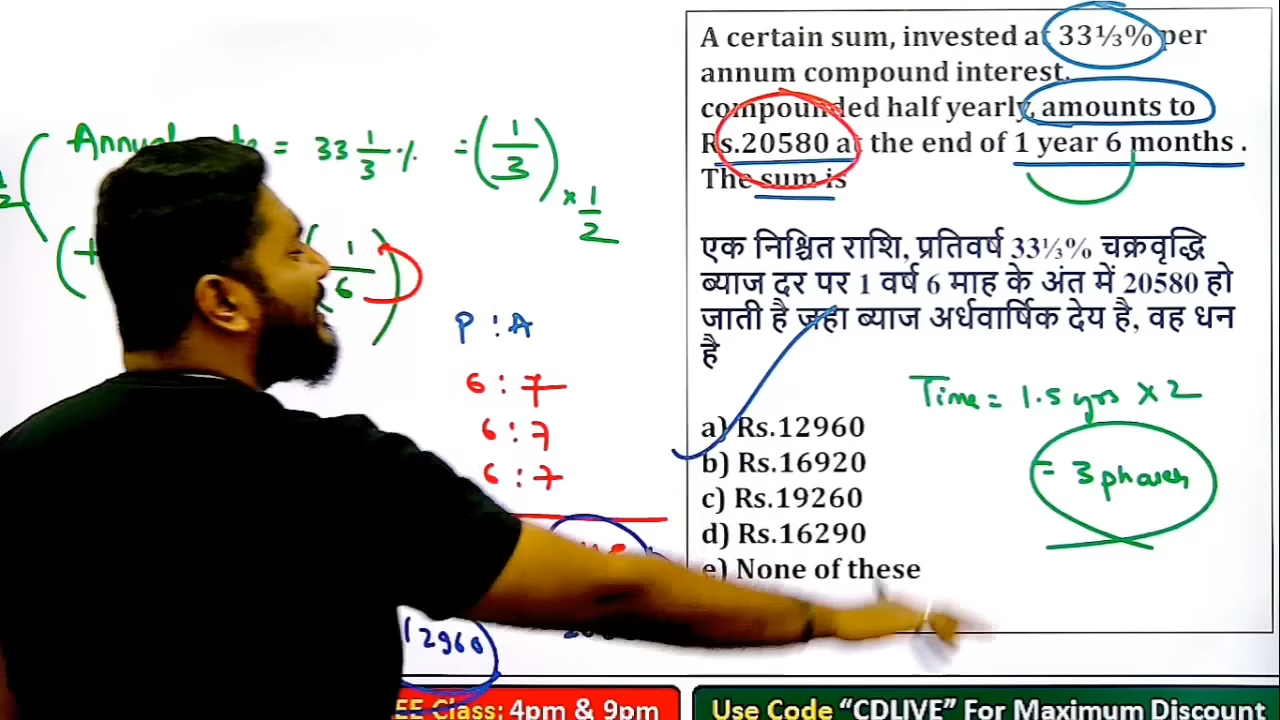 A certain sum, invested at 33⅓% per
annum compound interest,
compounded half yearly, amounts to
Rs.20580 at the end of 1 year 6 months .
The sum is
एक निश्चित राशि, प्रतिवर्ष 33⅓% चक्रवृद्धि
ब्याज दर पर 1 वर्ष 6 माह के अंत में 20580 हो
जाती है जहा ब्याज अर्धवार्षिक देय है, वह धन
है
a) Rs.12960
b) Rs.16920
c) Rs.19260
d) Rs.16290
e) None of these
= 33 1/3 % = (1/3) × 1/2
1/6
P : A
6 : 7
6 : 7
6 : 7
12960
Time = 1.5 yrs × 2
= 3 phases
Class: 4pm & 9pm
Use Code “CDLIVE” For Maximum Discount